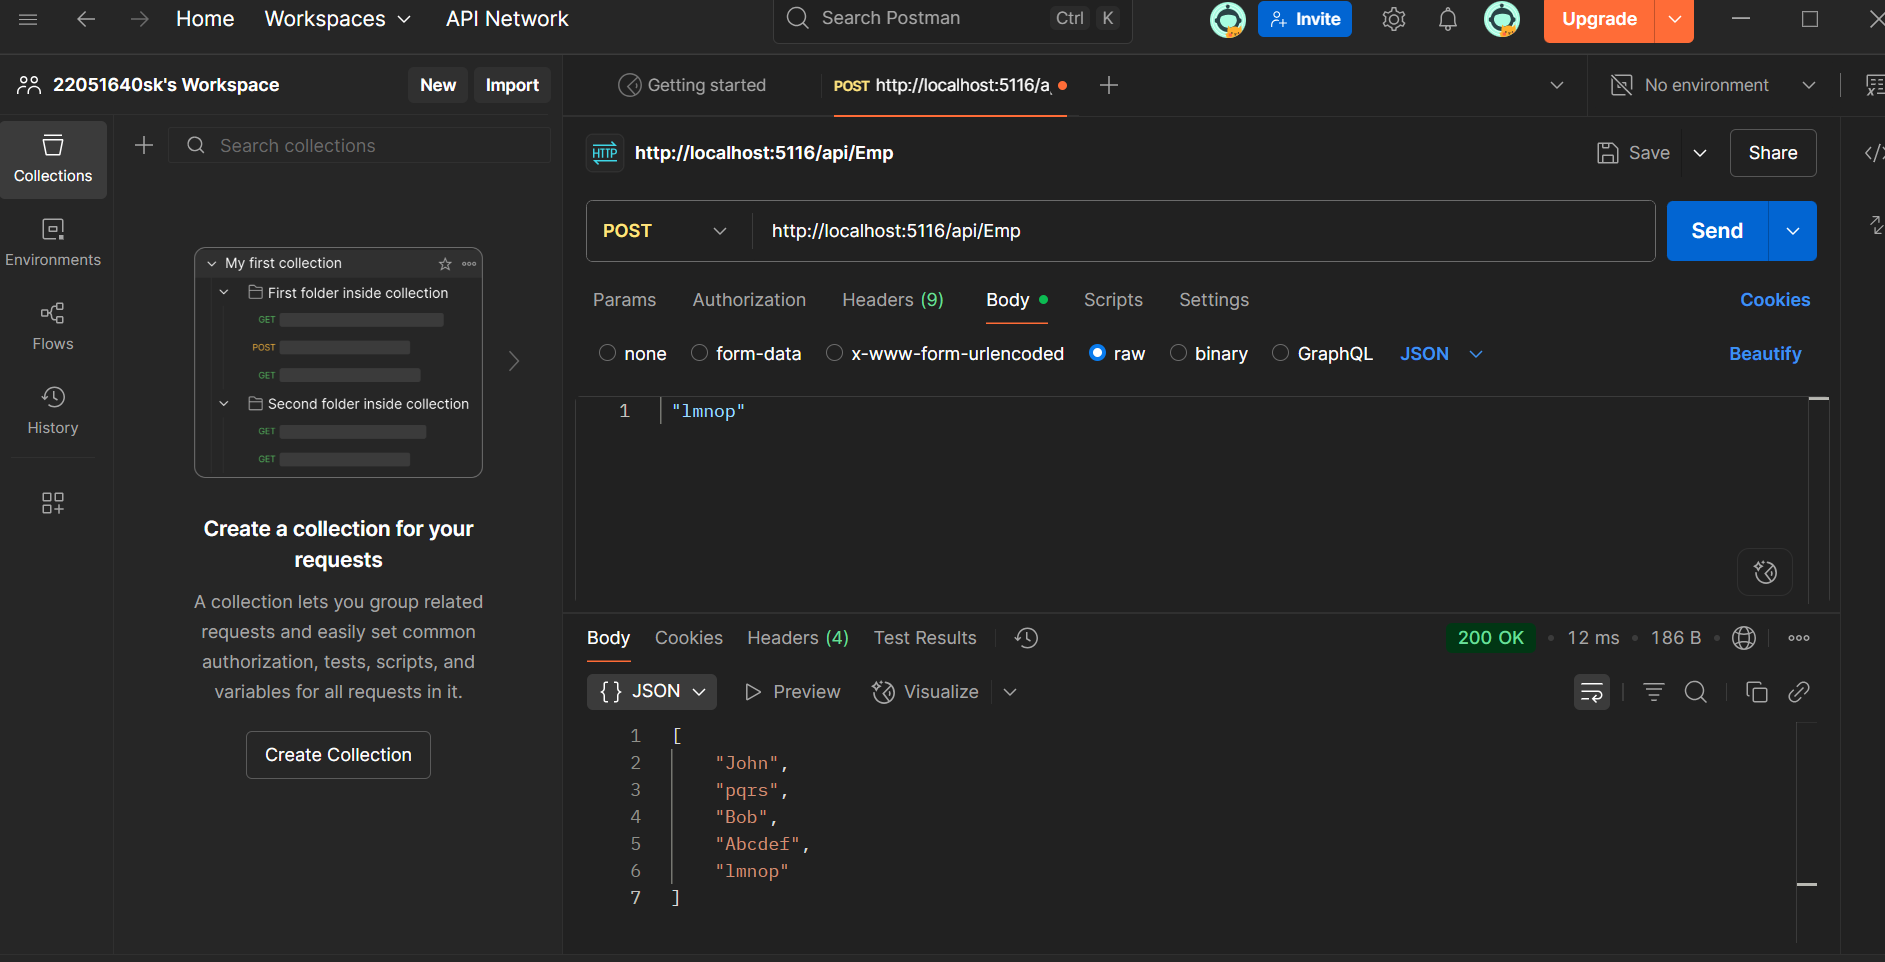 Home Workspaces API Network Search Postman Ctrl K Invite Upgrade
22051640sk's Workspace New Import
Getting started POST http://localhost:5116/a No environment
Search collections
Collections
Environments
Flows
History
My first collection
First folder inside collection
GET
POST
GET
Second folder inside collection
GET
GET
Create a collection for your
requests
A collection lets you group related
requests and easily set common
authorization, tests, scripts, and
variables for all requests in it.
Create Collection
HTTP http://localhost:5116/api/Emp Save Share
POST http://localhost:5116/api/Emp Send
Params Authorization Headers (9) Body Scripts Settings Cookies
none form-data x-www-form-urlencoded raw binary GraphQL JSON Beautify
1 "lmnop"
Body Cookies Headers (4) Test Results 200 OK • 12 ms • 186 B •
{} JSON Preview Visualize
1 [
2 "John",
3 "pqrs",
4 "Bob",
5 "Abcdef",
6 "lmnop"
7 ]